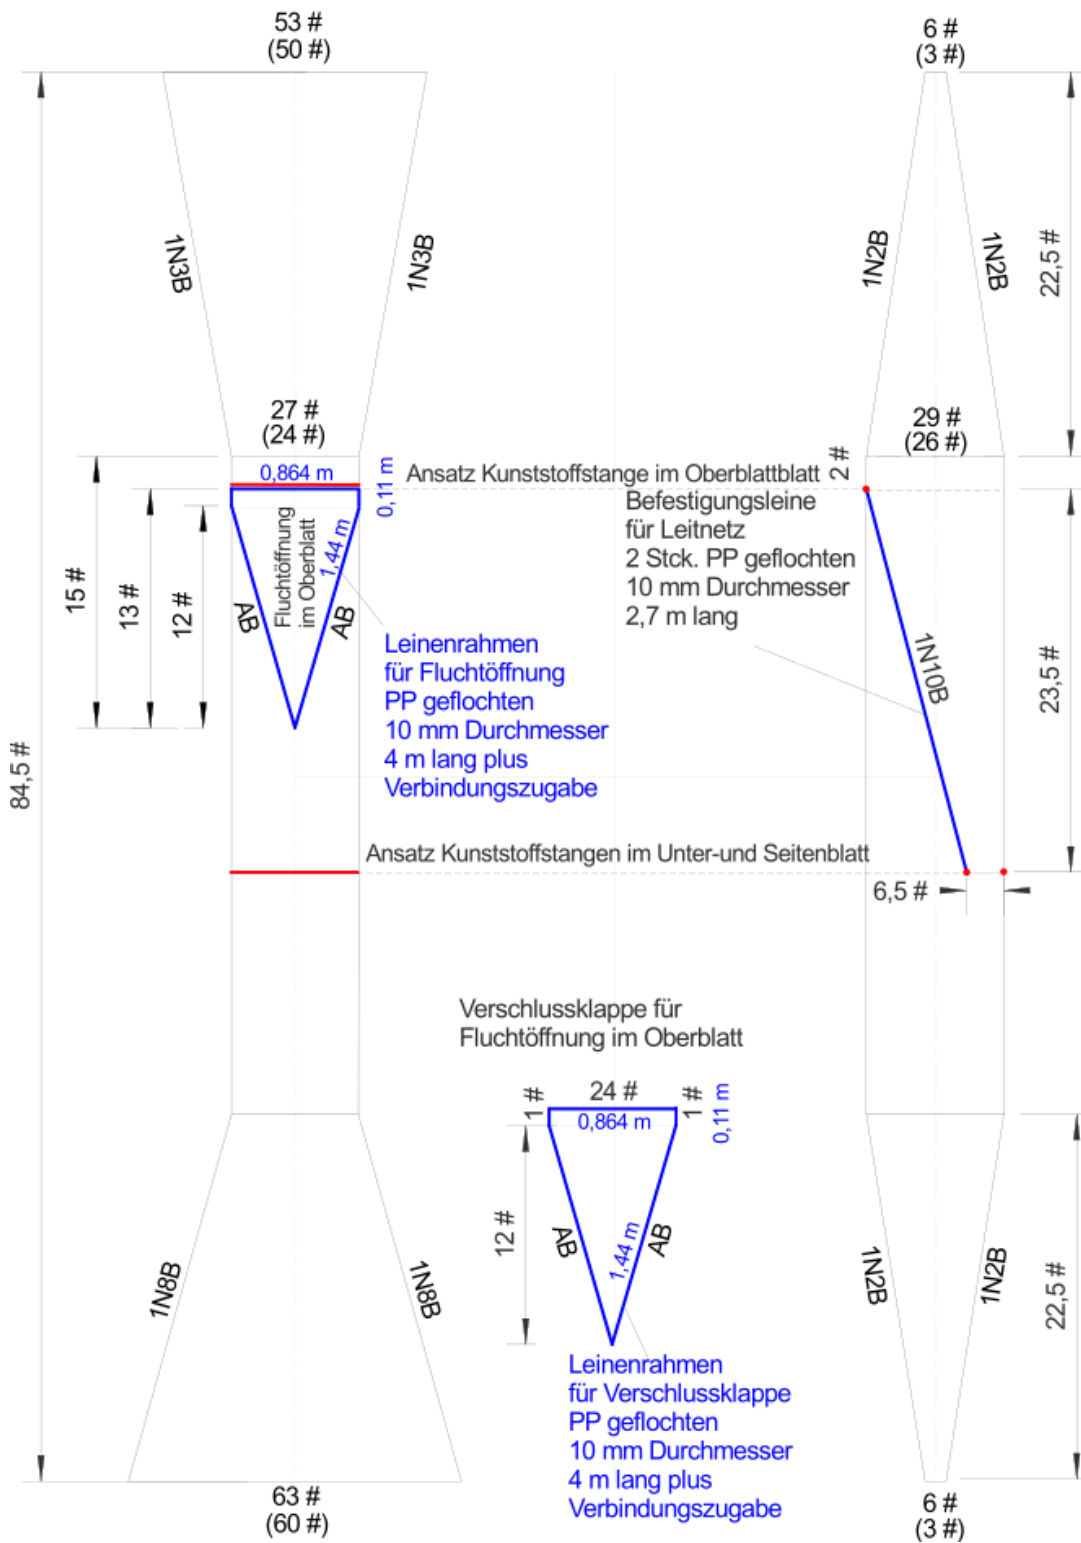 53 #
(50 #)
6 #
(3 #)
1N3B
1N3B
1N2B
1N2B
22,5 #
27 #
(24 #)
29 #
(26 #)
2 #
0,864 m
0,11 m
Ansatz Kunststoffstange im Oberblattblatt
Befestigungsleine
für Leitnetz
2 Stck. PP geflochten
10 mm Durchmesser
2,7 m lang
15 #
13 #
12 #
Fluchtöffnung
im Oberblatt
1,44 m
AB
AB
Leinenrahmen
für Fluchtöffnung
PP geflochten
10 mm Durchmesser
4 m lang plus
Verbindungszugabe
1N10B
23,5 #
84,5 #
Ansatz Kunststoffstangen im Unter-und Seitenblatt
6,5 #
Verschlussklappe für
Fluchtöffnung im Oberblatt
1 #
24 #
1 #
0,864 m
0,11 m
12 #
AB
1,44 m
AB
1N8B
1N8B
1N2B
1N2B
22,5 #
Leinenrahmen
für Verschlussklappe
PP geflochten
10 mm Durchmesser
4 m lang plus
Verbindungszugabe
63 #
(60 #)
6 #
(3 #)